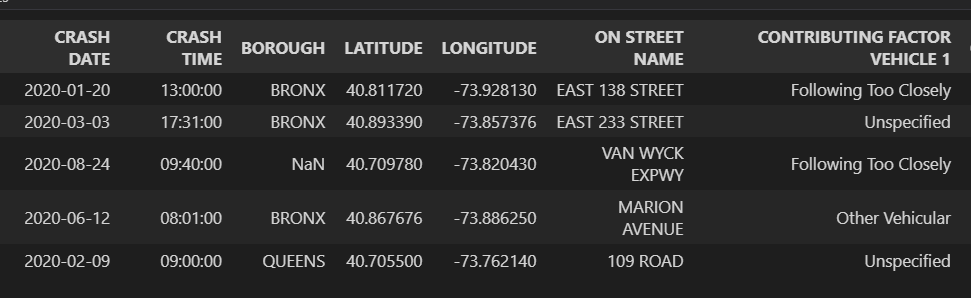 CRASH DATE CRASH TIME BOROUGH LATITUDE LONGITUDE ON STREET NAME CONTRIBUTING FACTOR VEHICLE 1
2020-01-20 13:00:00 BRONX 40.811720 -73.928130 EAST 138 STREET Following Too Closely
2020-03-03 17:31:00 BRONX 40.893390 -73.857376 EAST 233 STREET Unspecified
2020-08-24 09:40:00 NaN 40.709780 -73.820430 VAN WYCK EXPWY Following Too Closely
2020-06-12 08:01:00 BRONX 40.867676 -73.886250 MARION AVENUE Other Vehicular
2020-02-09 09:00:00 QUEENS 40.705500 -73.762140 109 ROAD Unspecified